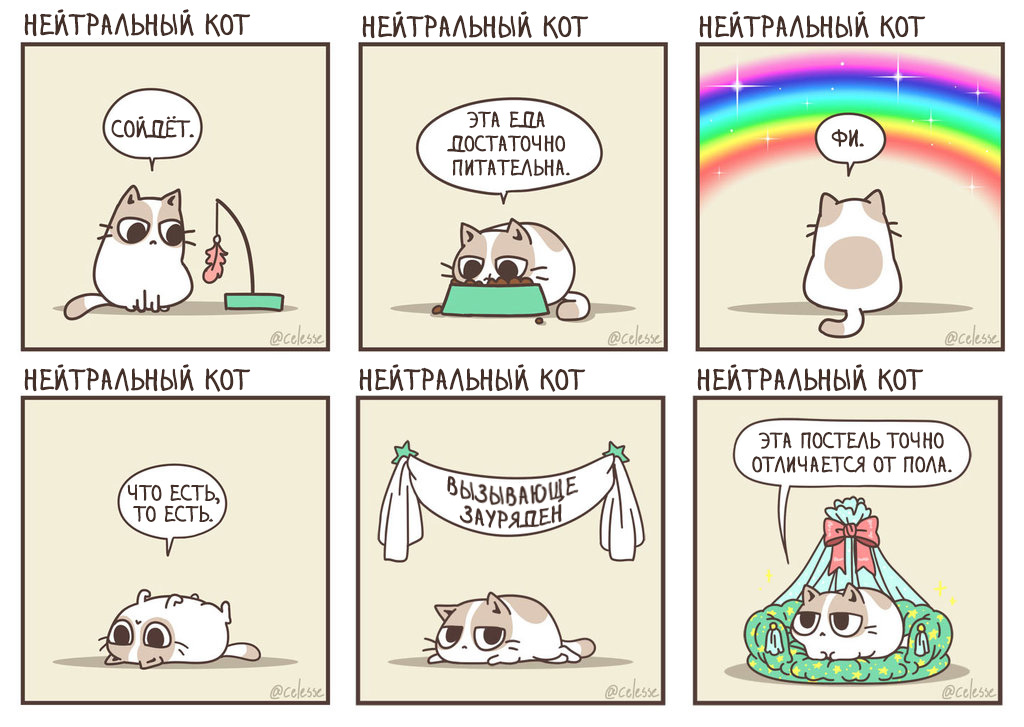 НЕЙТРАЛЬНЫЙ КОТ
СОЙДЁТ.
@celesse
НЕЙТРАЛЬНЫЙ КОТ
ЭТА ЕДА
ДОСТАТОЧНО
ПИТАТЕЛЬНА.
@celesse
НЕЙТРАЛЬНЫЙ КОТ
ФИ.
@celesse
НЕЙТРАЛЬНЫЙ КОТ
ЧТО ЕСТЬ,
ТО ЕСТЬ.
@celesse
НЕЙТРАЛЬНЫЙ КОТ
ВЫЗЫВАЮЩЕ
ЗАУРЯДЕН
@celesse
НЕЙТРАЛЬНЫЙ КОТ
ЭТА ПОСТЕЛЬ ТОЧНО
ОТЛИЧАЕТСЯ ОТ ПОЛА.
@celesse